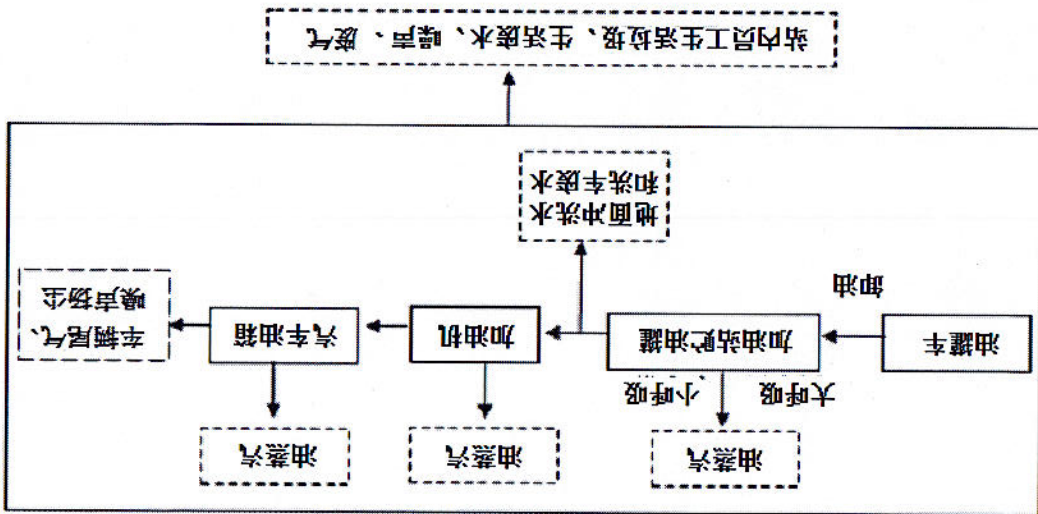 油蒸汽
油蒸汽
油蒸汽
大呼吸
小呼吸
油罐车
卸油
加油站贮油罐
加油机
汽车油箱
车辆尾气、
噪声扬尘
地面冲洗水
和洗车废水
站内员工生活垃圾、生活废水、噪声、废气